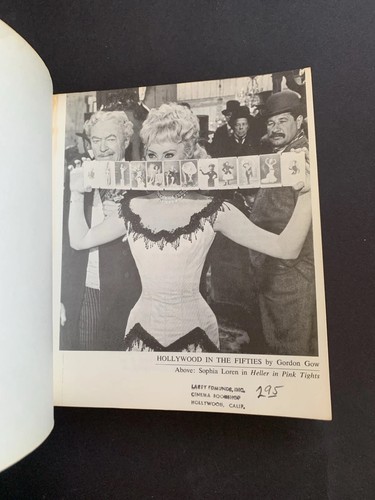 HOLLYWOOD IN THE FIFTIES by Gordon Gow
Above: Sophia Loren in Heller in Pink Tights
LARRY EDMUNDS, INC.
CINEMA BOOKSHOP
HOLLYWOOD, CALIF.
295